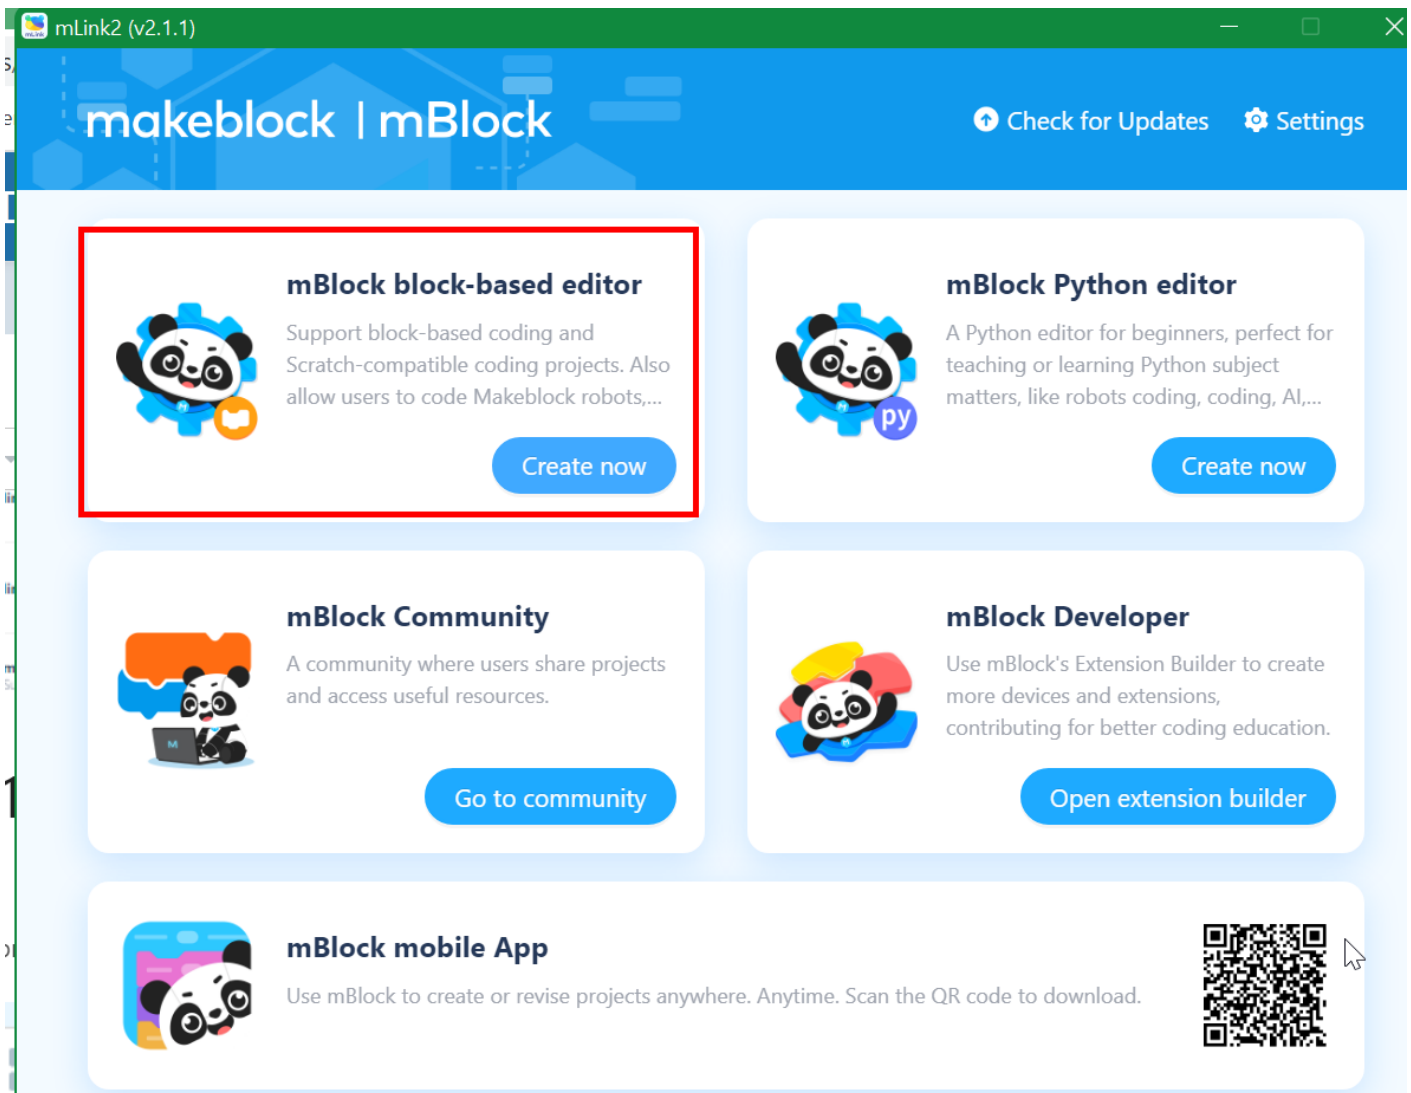 mLink2 (v2.1.1)
makeblock | mBlock
Check for Updates
Settings
mBlock block-based editor
Support block-based coding and
Scratch-compatible coding projects. Also
allow users to code Makeblock robots,...
Create now
mBlock Python editor
A Python editor for beginners, perfect for
teaching or learning Python subject
matters, like robots coding, coding, AI,...
py
Create now
mBlock Community
A community where users share projects
and access useful resources.
Go to community
mBlock Developer
Use mBlock's Extension Builder to create
more devices and extensions,
contributing for better coding education.
Open extension builder
mBlock mobile App
Use mBlock to create or revise projects anywhere. Anytime. Scan the QR code to download.